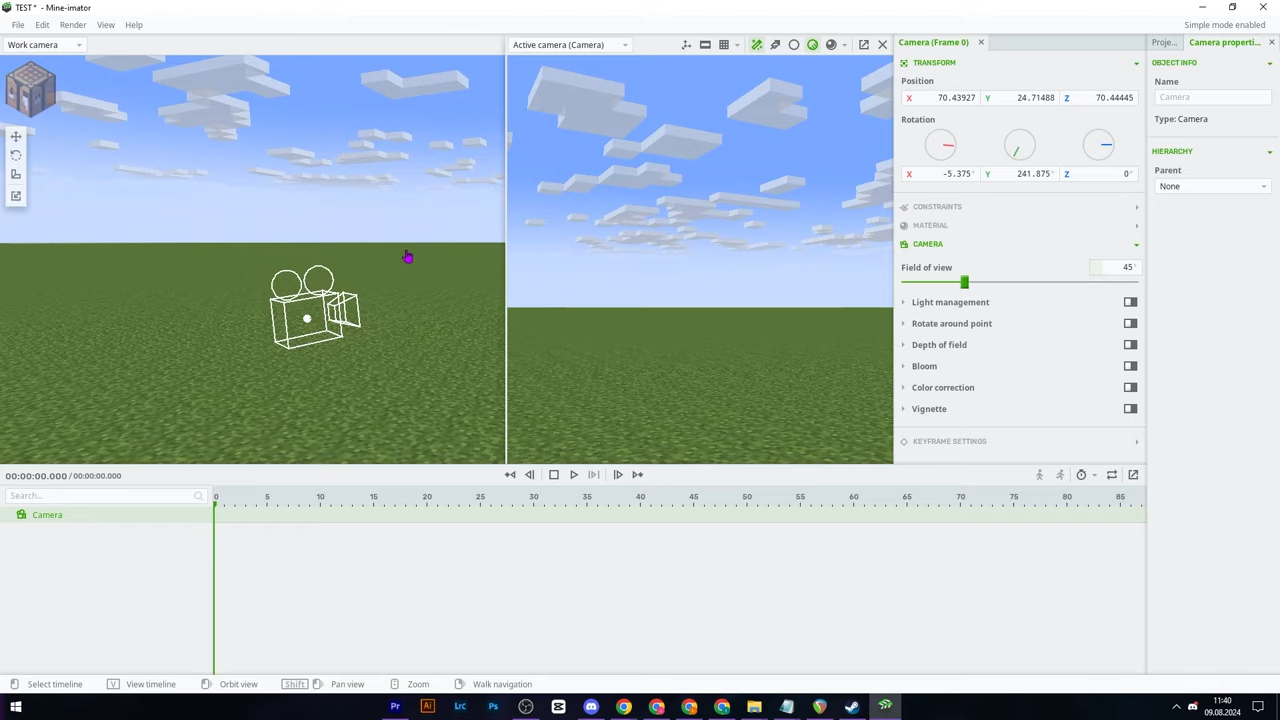 TEST * - Mine-imator
File Edit Render View Help
Simple mode enabled
Work camera
Active camera (Camera)
Camera (Frame 0)
TRANSFORM
Position
X 70.43927 Y 24.71488 Z 70.44445
Rotation
X -5.375° Y 241.875° Z 0°
CONSTRAINTS
MATERIAL
CAMERA
Field of view 45°
Light management
Rotate around point
Depth of field
Bloom
Color correction
Vignette
KEYFRAME SETTINGS
Proje... Camera properti...
OBJECT INFO
Name
Camera
Type: Camera
HIERARCHY
Parent
None
00:00:00.000 / 00:00:00.000
Search...
0 5 10 15 20 25 30 35 40 45 50 55 60 65 70 75 80 85
Camera
Select timeline V View timeline Orbit view Shift Pan view Zoom Walk navigation
Pr Ai Lrc Ps
11:40
09.08.2024